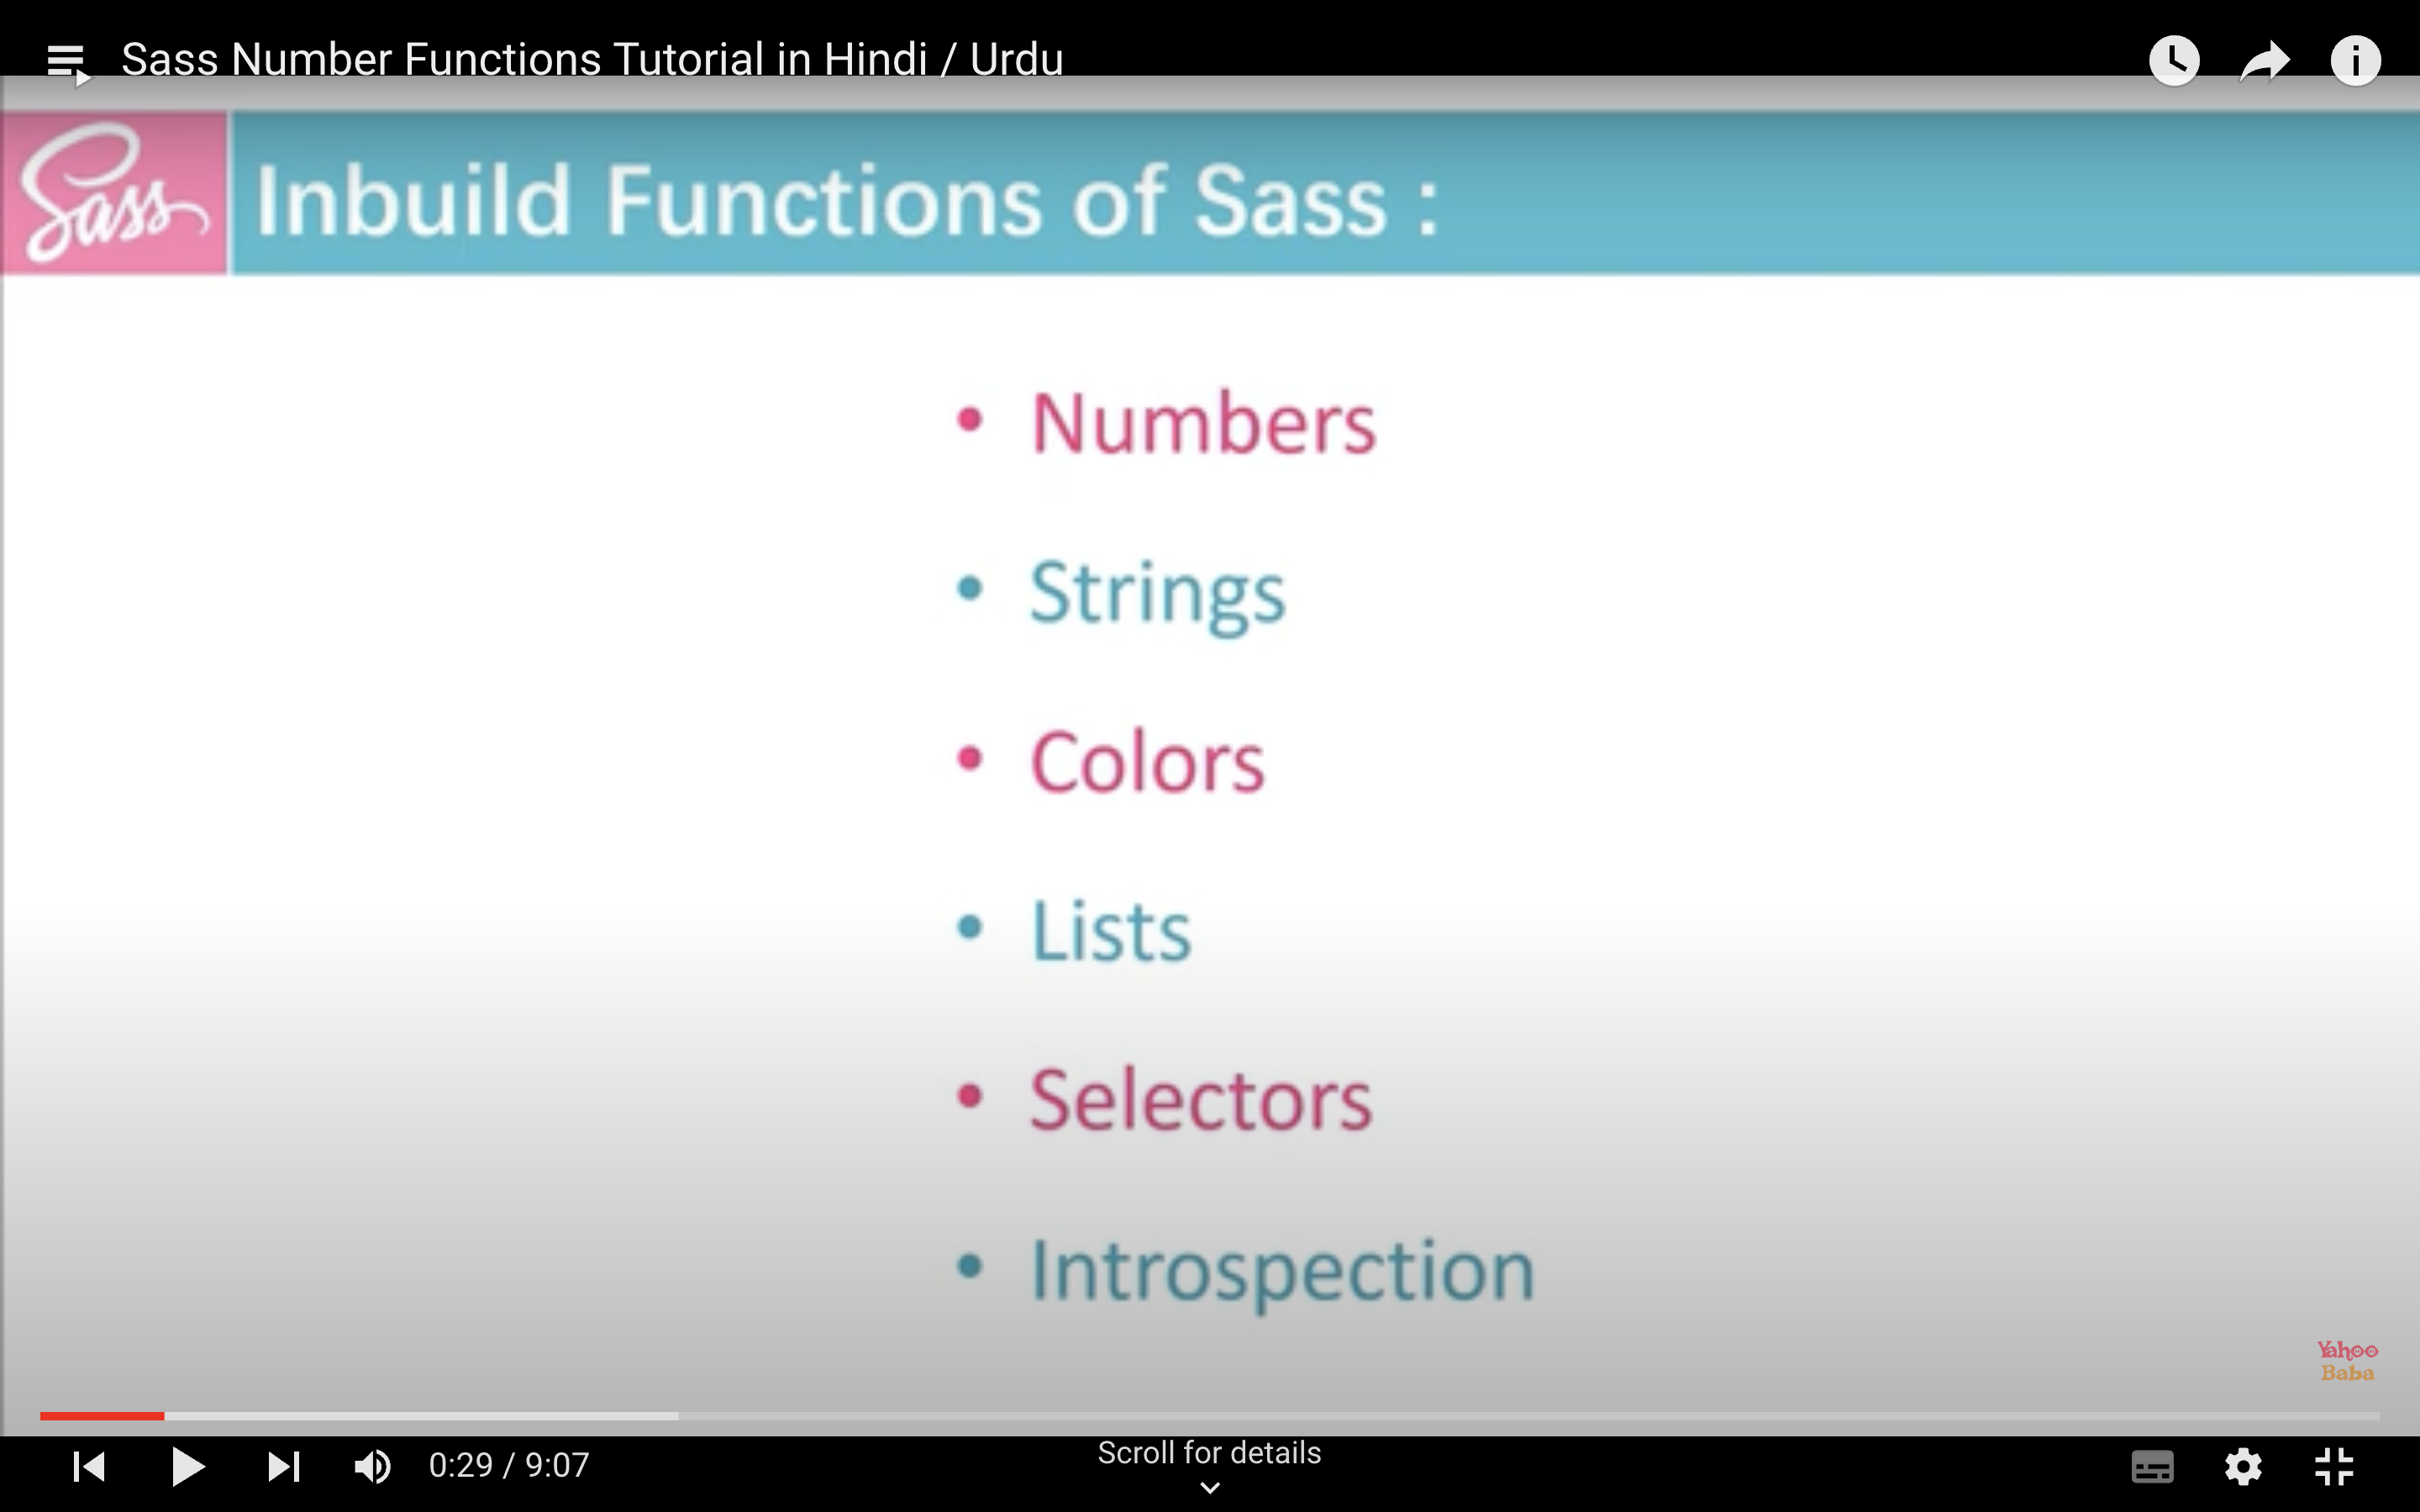 Sass Number Functions Tutorial in Hindi / Urdu
Sass
Inbuild Functions of Sass :
• Numbers
• Strings
• Colors
• Lists
• Selectors
• Introspection
Yahoo
Baba
0:29 / 9:07
Scroll for details